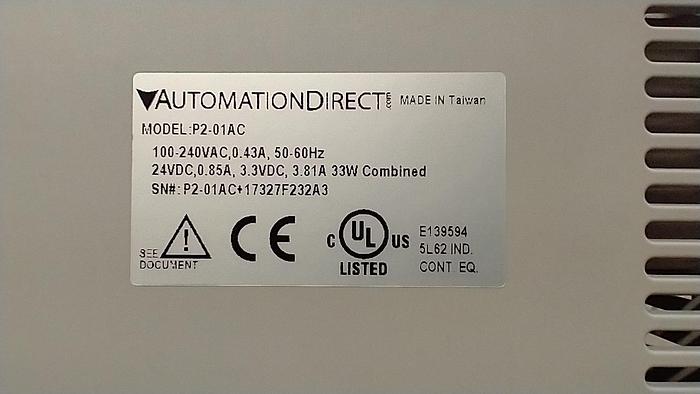 AUTOMATIONDIRECT.COM MADE IN Taiwan
MODEL:P2-01AC
100-240VAC,0.43A, 50-60Hz
24VDC,0.85A, 3.3VDC, 3.81A 33W Combined
SN#: P2-01AC+17327F232A3
SEE
DOCUMENT
!
CE
C UL US
LISTED
E139594
5L62 IND.
CONT. EQ.